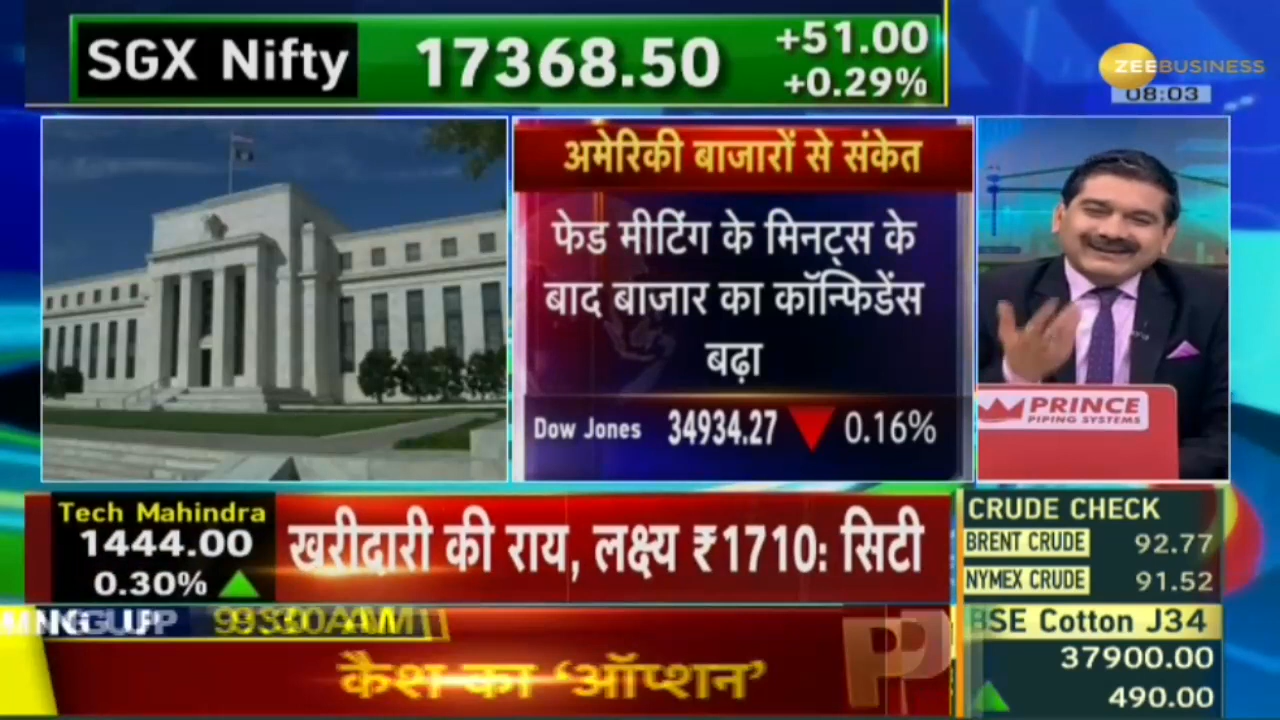 SGX Nifty 17368.50 +51.00
+0.29%
ZEEBUSINESS
08:03
अमेरिकी बाजारों से संकेत
फेड मीटिंग के मिनट्स के
बाद बाजार का कॉन्फिडेंस
बढ़ा
Dow Jones 34934.27 0.16%
PRINCE
PIPING SYSTEMS
Tech Mahindra
1444.00
0.30%
खरीदारी की राय, लक्ष्य ₹1710: सिटी
CRUDE CHECK
BRENT CRUDE 92.77
NYMEX CRUDE 91.52
BSE Cotton J34
37900.00
490.00
कैश का ‘ऑप्शन’